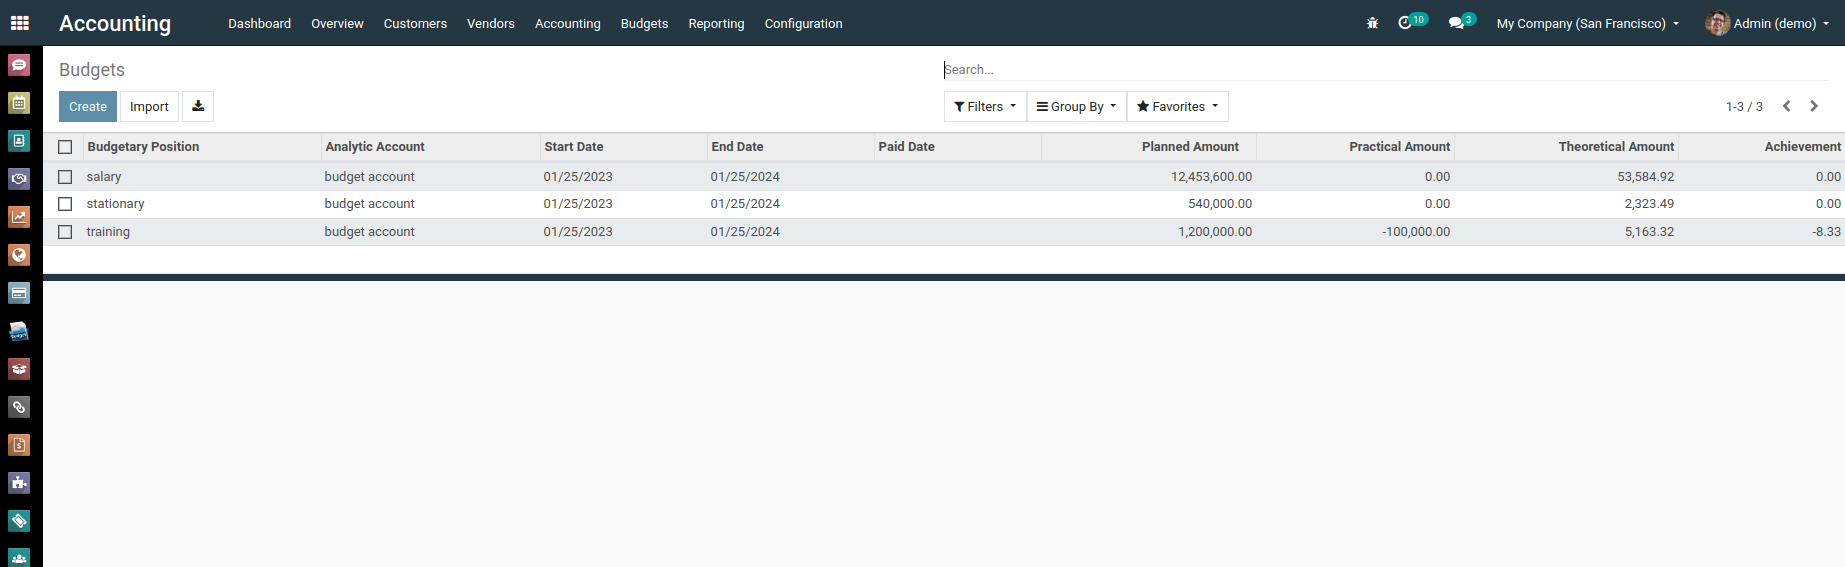 Accounting Dashboard Overview Customers Vendors Accounting Budgets Reporting Configuration 10 3 My Company (San Francisco) Admin (demo)
Budgets Search...
Create Import Filters Group By Favorites 1-3 / 3
Budgetary Position Analytic Account Start Date End Date Paid Date Planned Amount Practical Amount Theoretical Amount Achievement
salary budget account 01/25/2023 01/25/2024 12,453,600.00 0.00 53,584.92 0.00
stationary budget account 01/25/2023 01/25/2024 540,000.00 0.00 2,323.49 0.00
training budget account 01/25/2023 01/25/2024 1,200,000.00 -100,000.00 5,163.32 -8.33